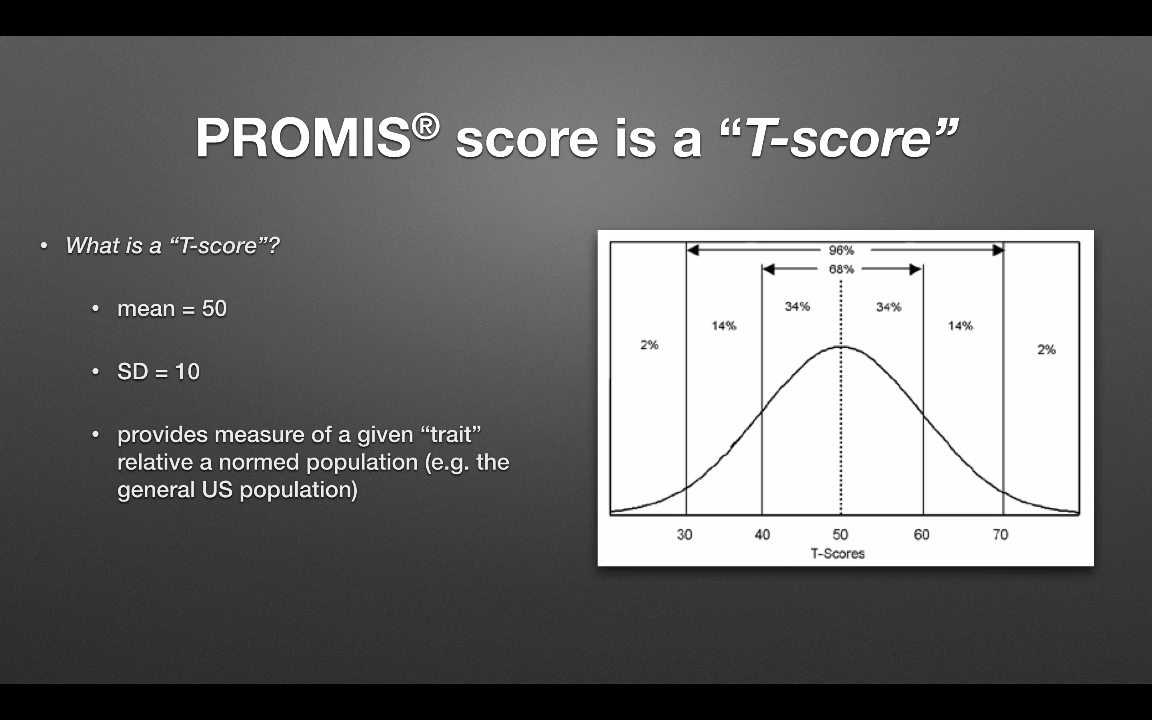 PROMIS® score is a “T-score”
• What is a “T-score”?
• mean = 50
• SD = 10
• provides measure of a given “trait”
relative a normed population (e.g. the
general US population)
96%
68%
34% 34%
14% 14%
2% 2%
30 40 50 60 70
T-Scores